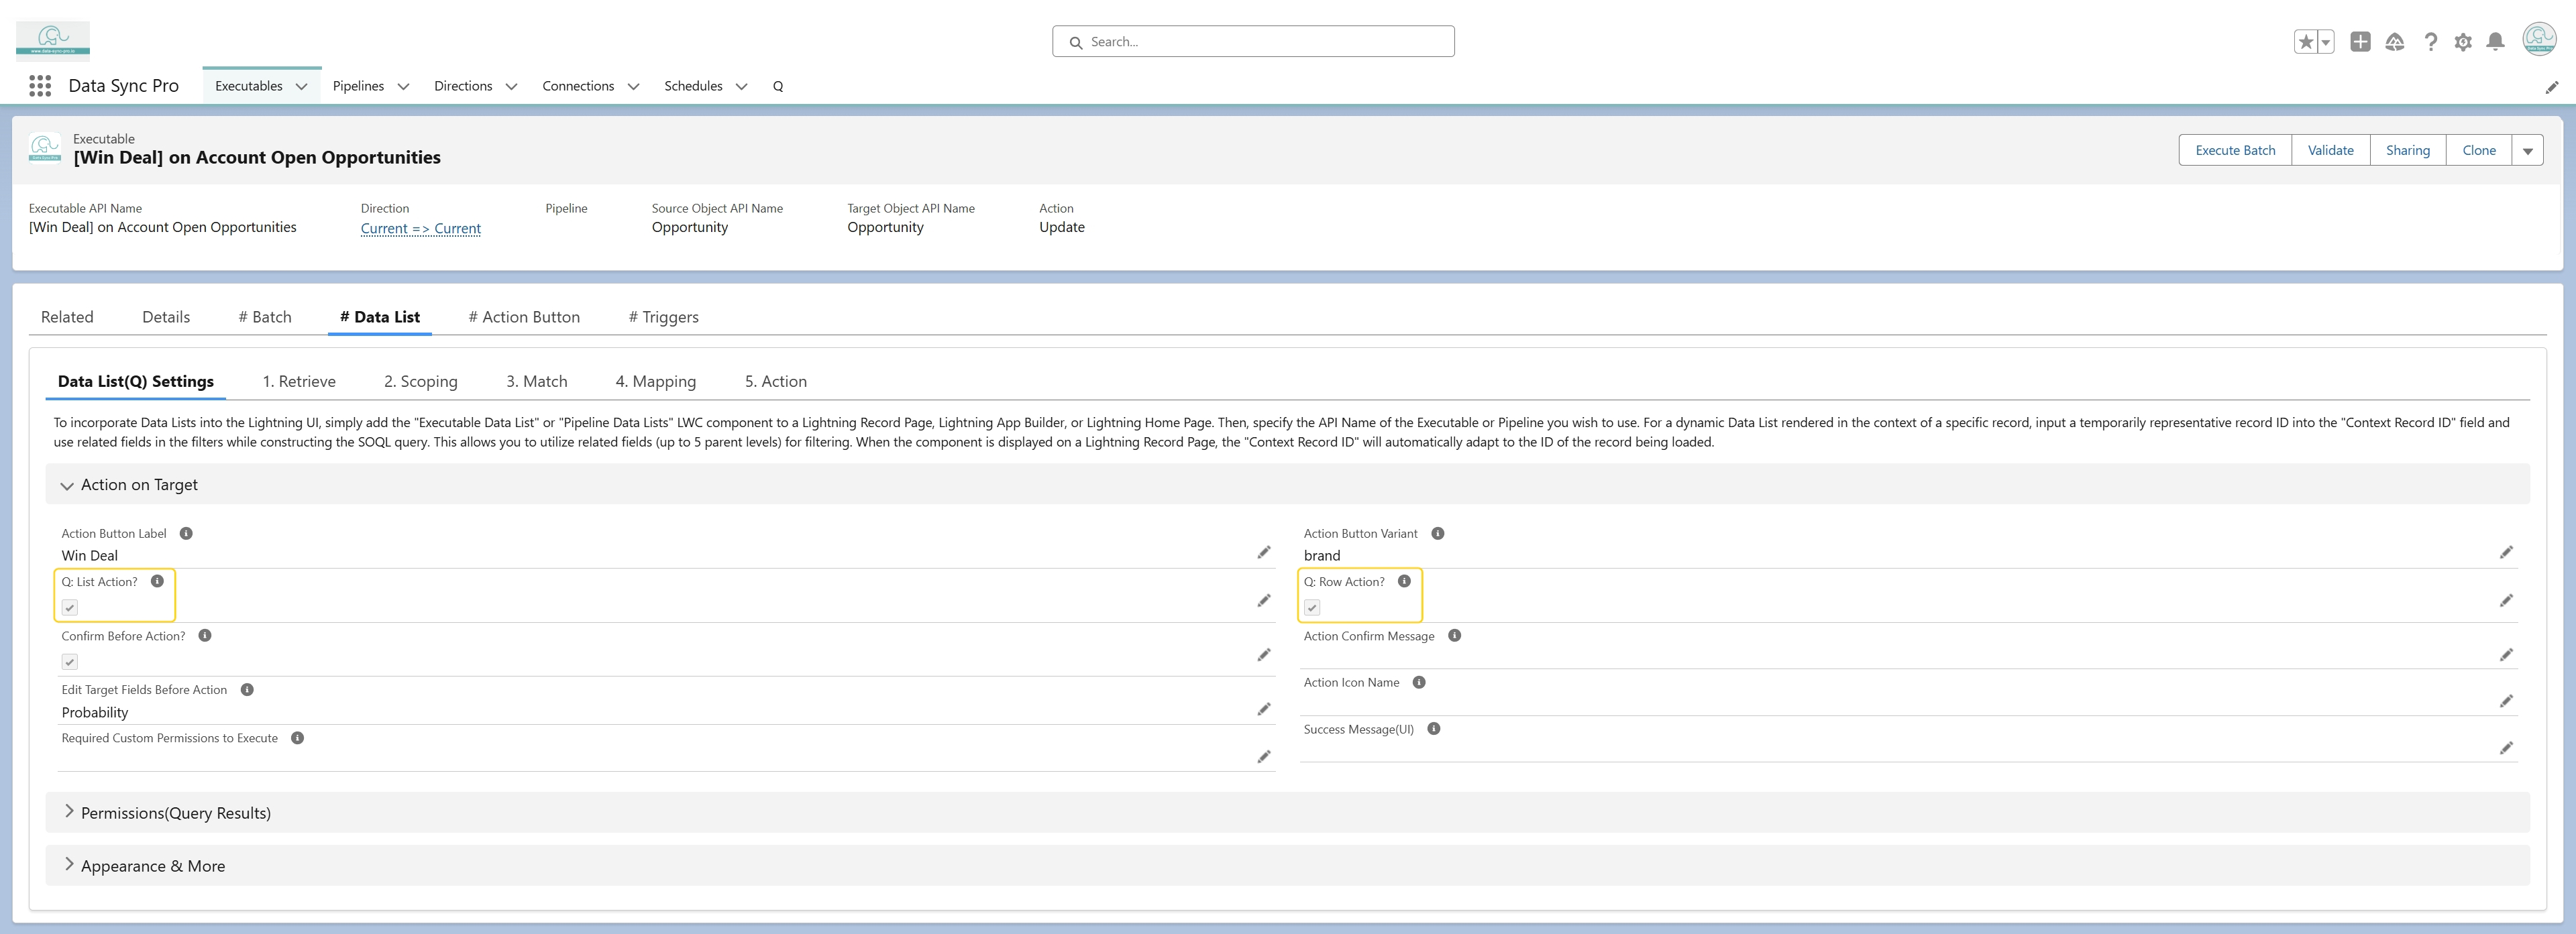 www.data-sync-pro.io
Search...
Data Sync Pro
Executables
Pipelines
Directions
Connections
Schedules
Q
Data Sync Pro
Executable
[Win Deal] on Account Open Opportunities
Execute Batch
Validate
Sharing
Clone
Executable API Name
[Win Deal] on Account Open Opportunities
Direction
Current => Current
Pipeline
Source Object API Name
Opportunity
Target Object API Name
Opportunity
Action
Update
Related
Details
# Batch
# Data List
# Action Button
# Triggers
Data List(Q) Settings
1. Retrieve
2. Scoping
3. Match
4. Mapping
5. Action
To incorporate Data Lists into the Lightning UI, simply add the "Executable Data List" or "Pipeline Data Lists" LWC component to a Lightning Record Page, Lightning App Builder, or Lightning Home Page. Then, specify the API Name of the Executable or Pipeline you wish to use. For a dynamic Data List rendered in the context of a specific record, input a temporarily representative record ID into the "Context Record ID" field and
use related fields in the filters while constructing the SOQL query. This allows you to utilize related fields (up to 5 parent levels) for filtering. When the component is displayed on a Lightning Record Page, the "Context Record ID" will automatically adapt to the ID of the record being loaded.
Action on Target
Action Button Label
Win Deal
Action Button Variant
brand
Q: List Action?
Q: Row Action?
Confirm Before Action?
Action Confirm Message
Edit Target Fields Before Action
Probability
Action Icon Name
Required Custom Permissions to Execute
Success Message(UI)
Permissions(Query Results)
Appearance & More